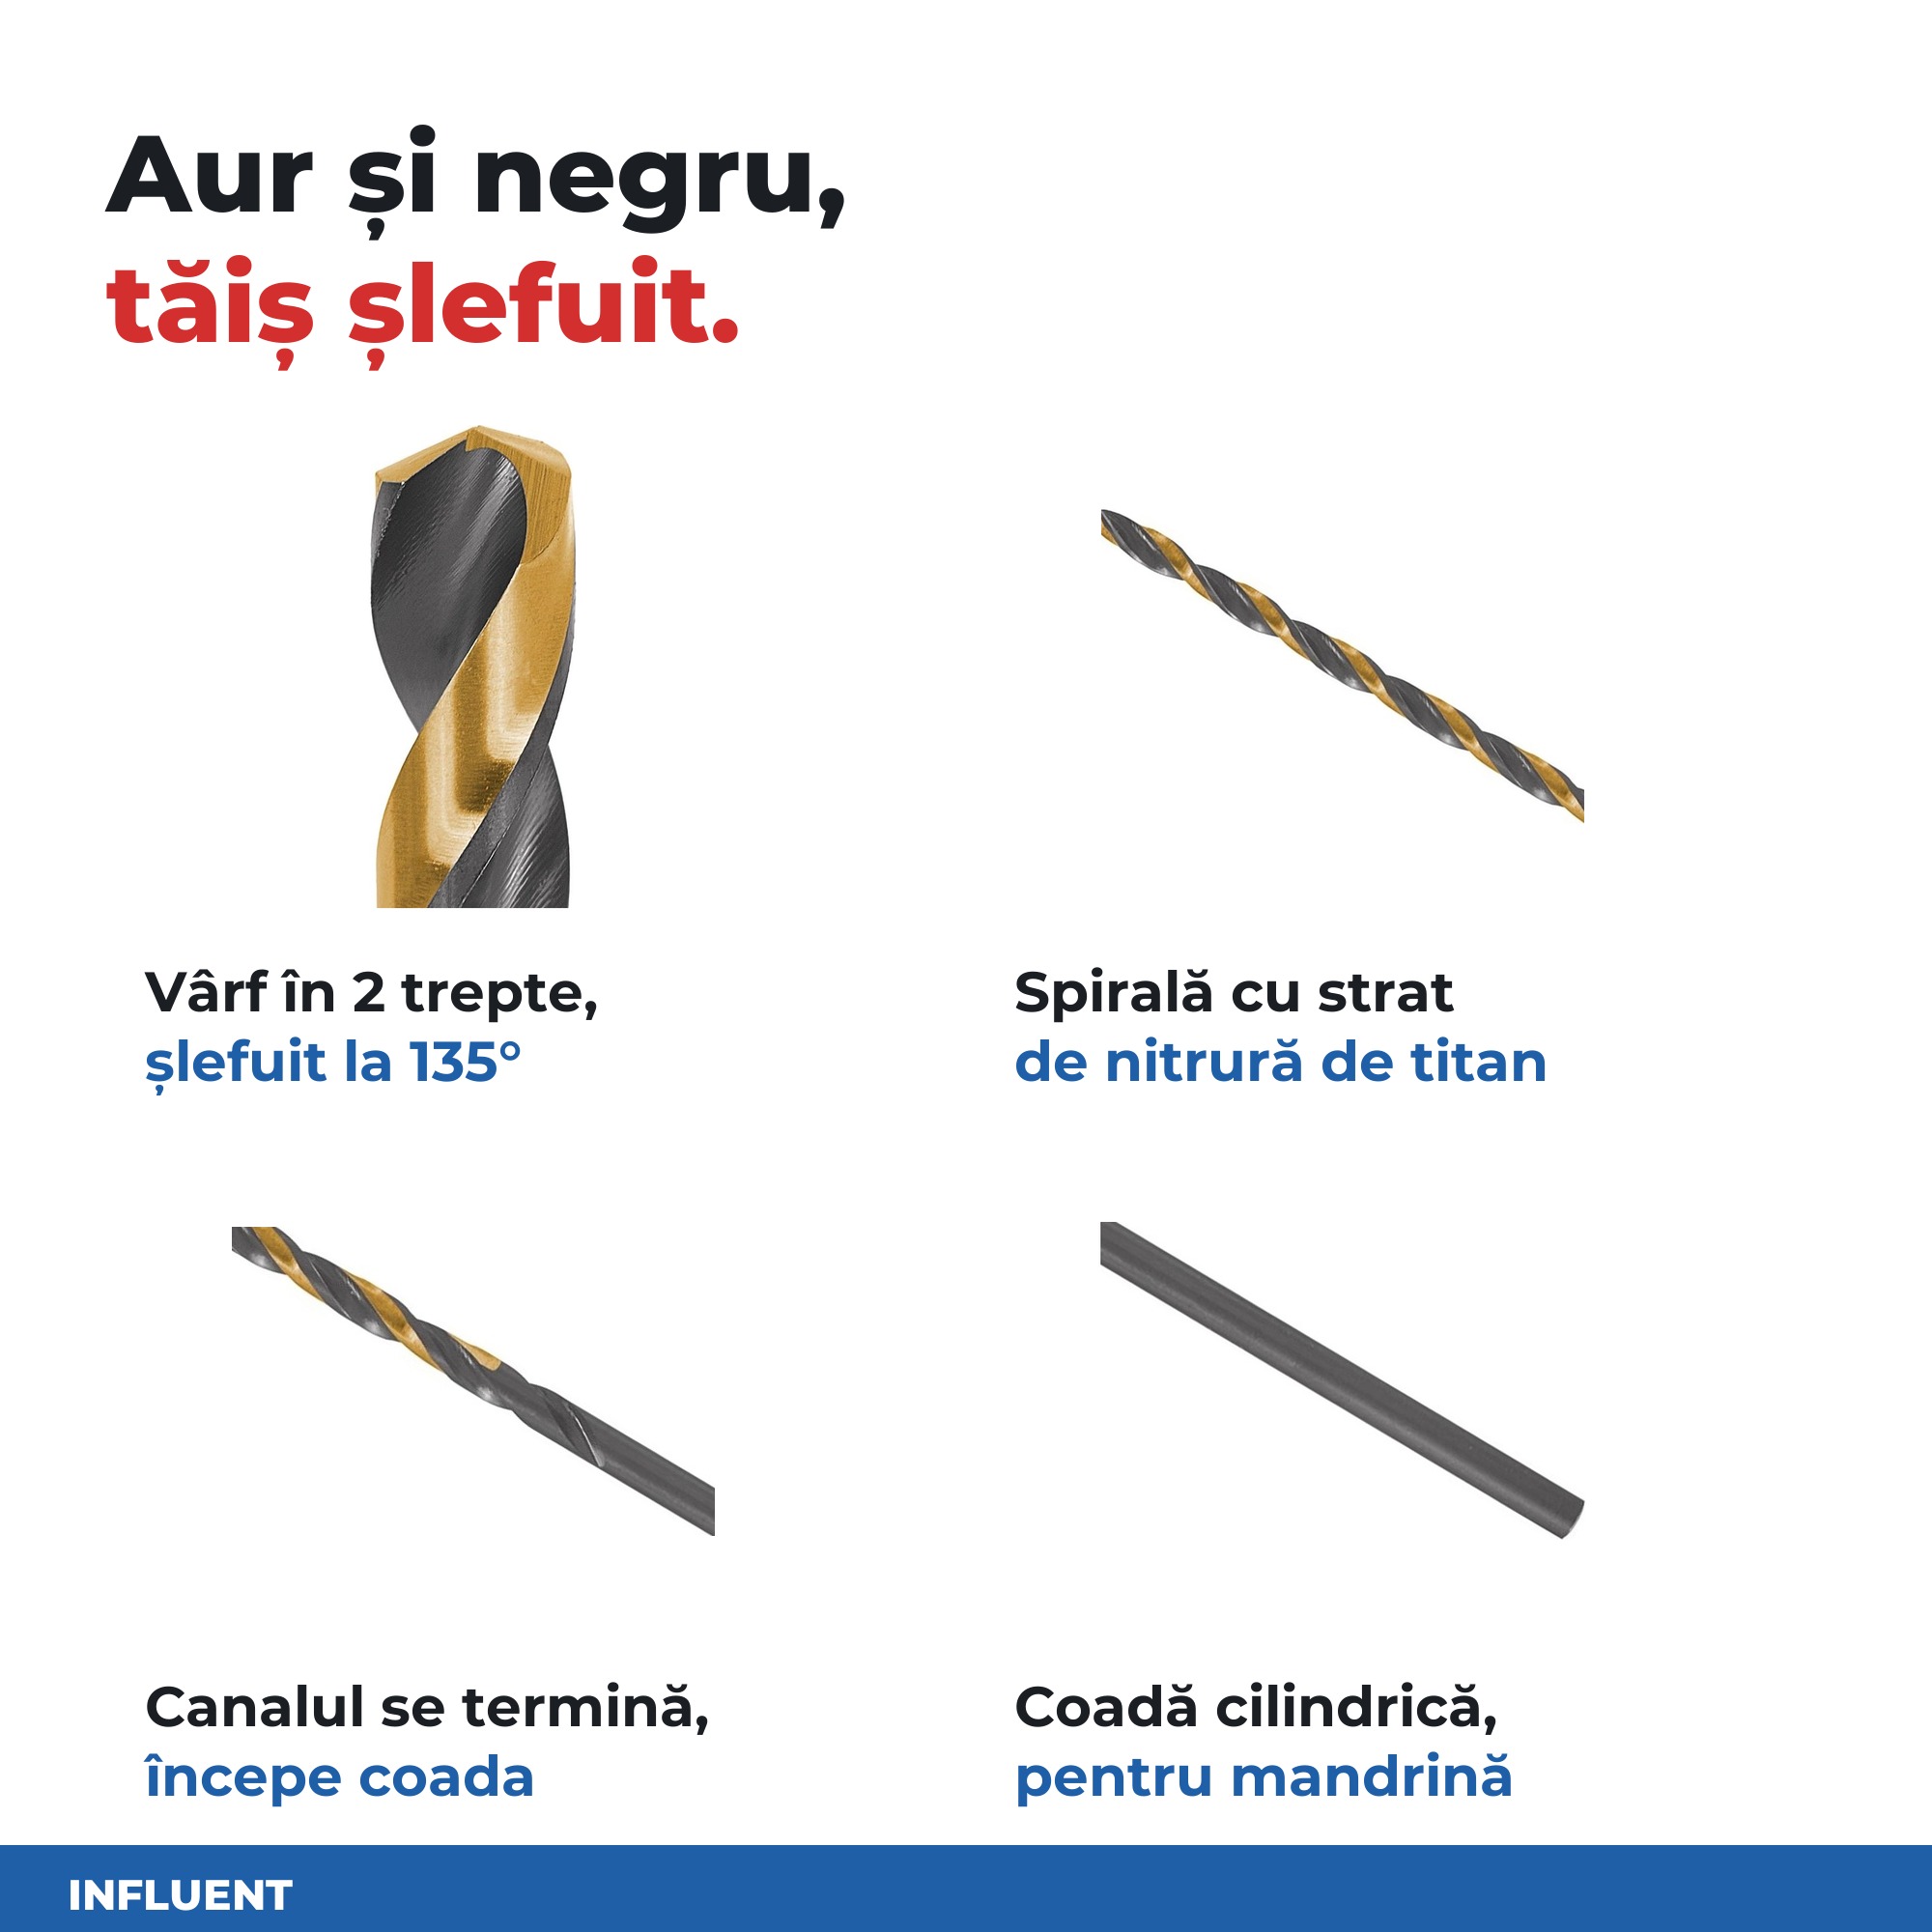 Aur și negru,
tăiș șlefuit.
Vârf în 2 trepte,
șlefuit la 135°
Spirală cu strat
de nitrură de titan
Canalul se termină,
începe coada
Coadă cilindrică,
pentru mandrină
INFLUENT